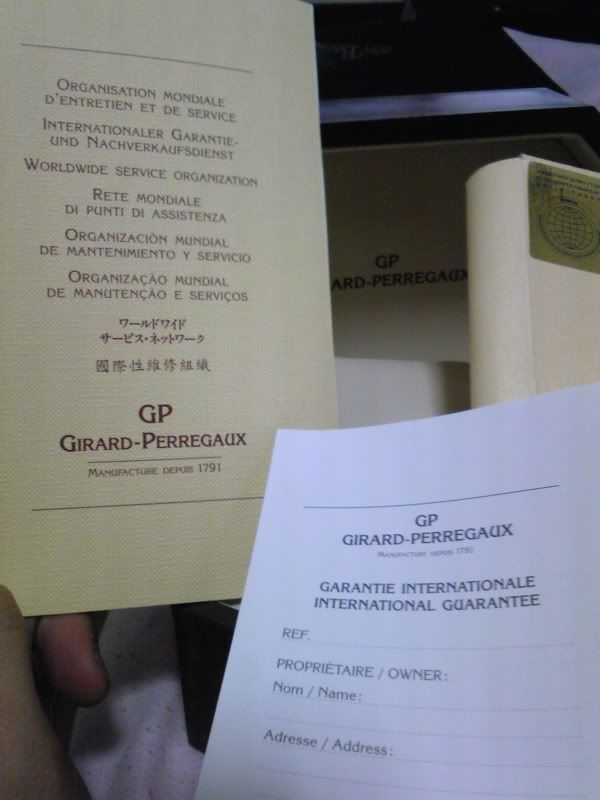 ORGANISATION MONDIALE
D'ENTRETIEN ET DE SERVICE
INTERNATIONALER GARANTIE-
UND NACHVERKAUFSDIENST
WORLDWIDE SERVICE ORGANIZATION
RETE MONDIALE
DI PUNTI DI ASSISTENZA
ORGANIZACIÓN MUNDIAL
DE MANTENIMIENTO Y SERVICIO
ORGANIZAÇÃO MUNDIAL
DE MANUTENÇÃO E SERVIÇOS
ワールドワイド
サービス・ネットワーク
國際性維修組織
GP
GIRARD-PERREGAUX
MANUFACTURE DEPUIS 1791
GP
GIRARD-PERREGAUX
GP
GIRARD-PERREGAUX
MANUFACTURE DEPUIS 1791
GARANTIE INTERNATIONALE
INTERNATIONAL GUARANTEE
REF.
PROPRIÉTAIRE / OWNER:
Nom / Name:
Adresse / Address: